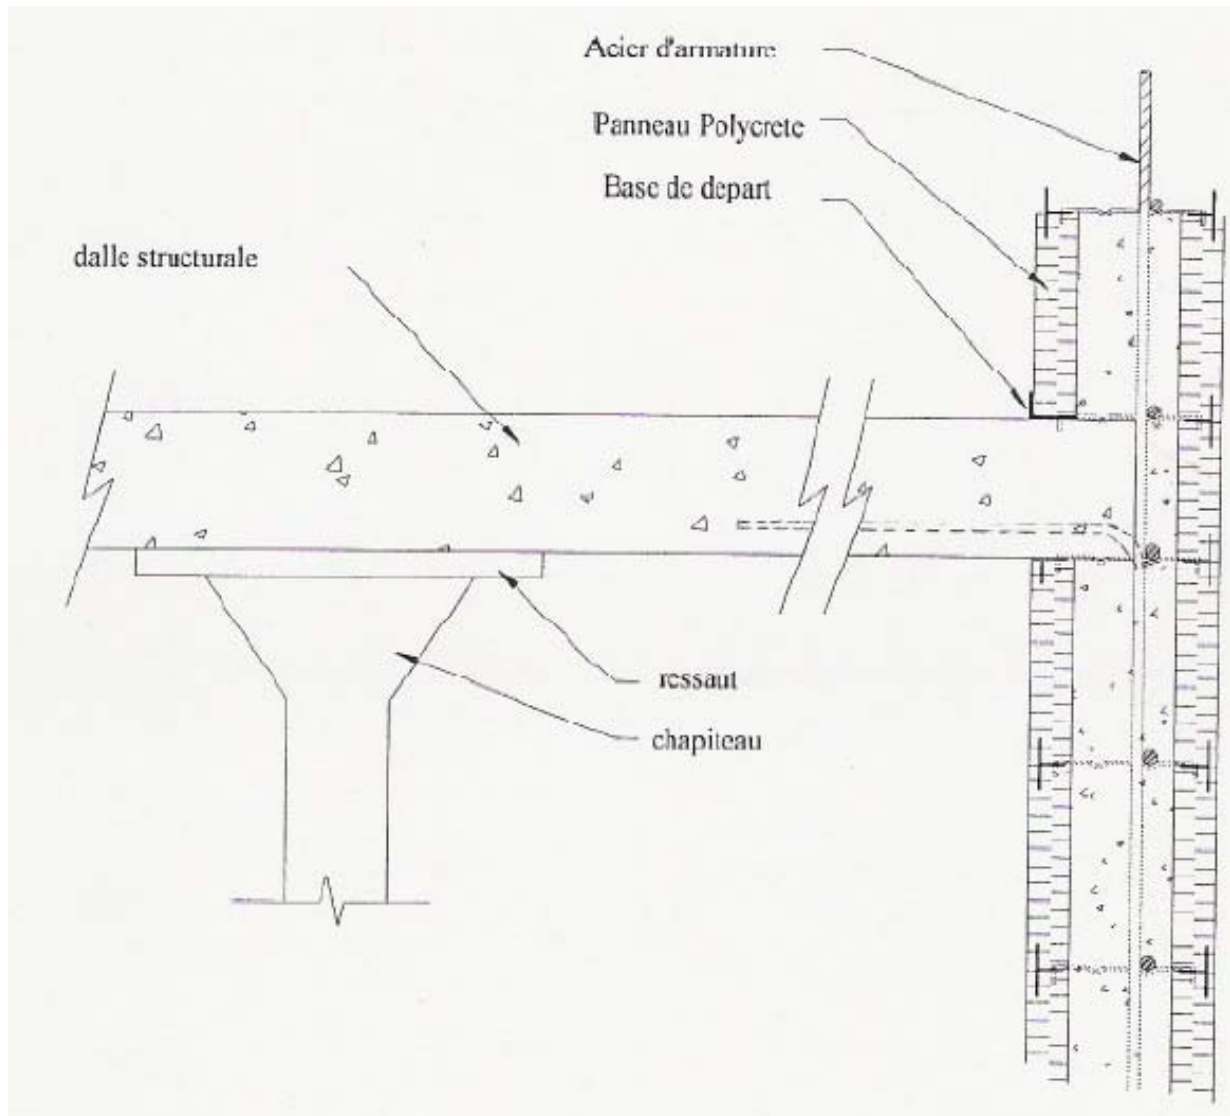 Acier d'armature
Panneau Polycrete
Base de depart
dalle structurale
ressaut
chapiteau